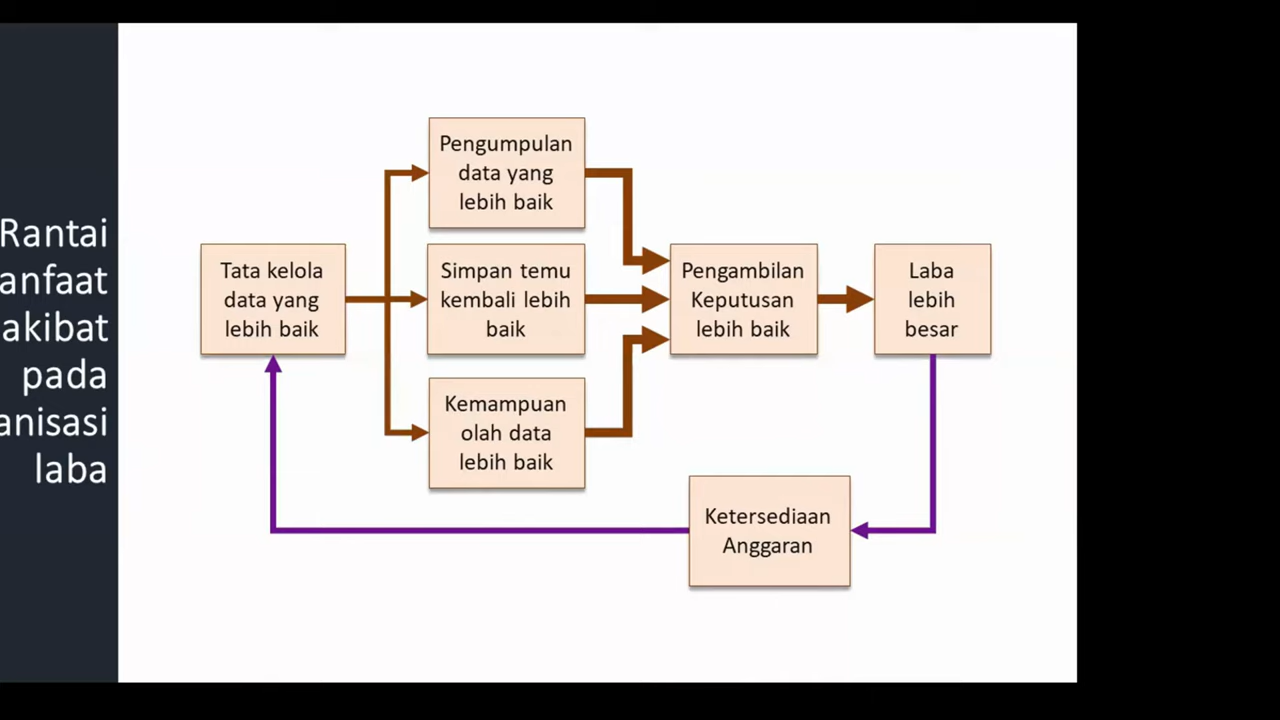 Rantai
anfaat
akibat
pada
anisasi
laba
Pengumpulan
data yang
lebih baik
Tata kelola
data yang
lebih baik
Simpan temu
kembali lebih
baik
Kemampuan
olah data
lebih baik
Pengambilan
Keputusan
lebih baik
Laba
lebih
besar
Ketersediaan
Anggaran